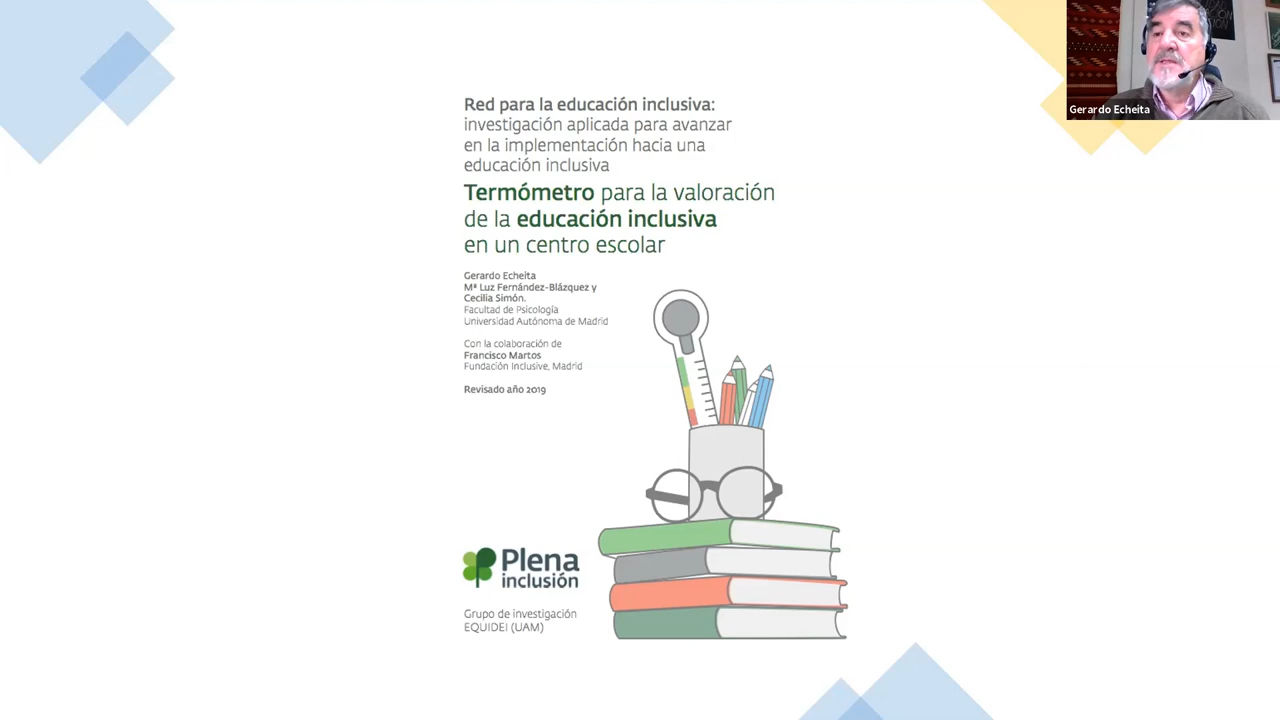 Red para la educación inclusiva:
investigación aplicada para avanzar
en la implementación hacia una
educación inclusiva
Termómetro para la valoración
de la educación inclusiva
en un centro escolar
Gerardo Echeita
Mª Luz Fernández-Blázquez y
Cecilia Simón.
Facultad de Psicología
Universidad Autónoma de Madrid
Con la colaboración de
Francisco Martos
Fundación Inclusive, Madrid
Revisado año 2019
Plena
inclusión
Grupo de investigación
EQUIDEI (UAM)
Gerardo Echeita